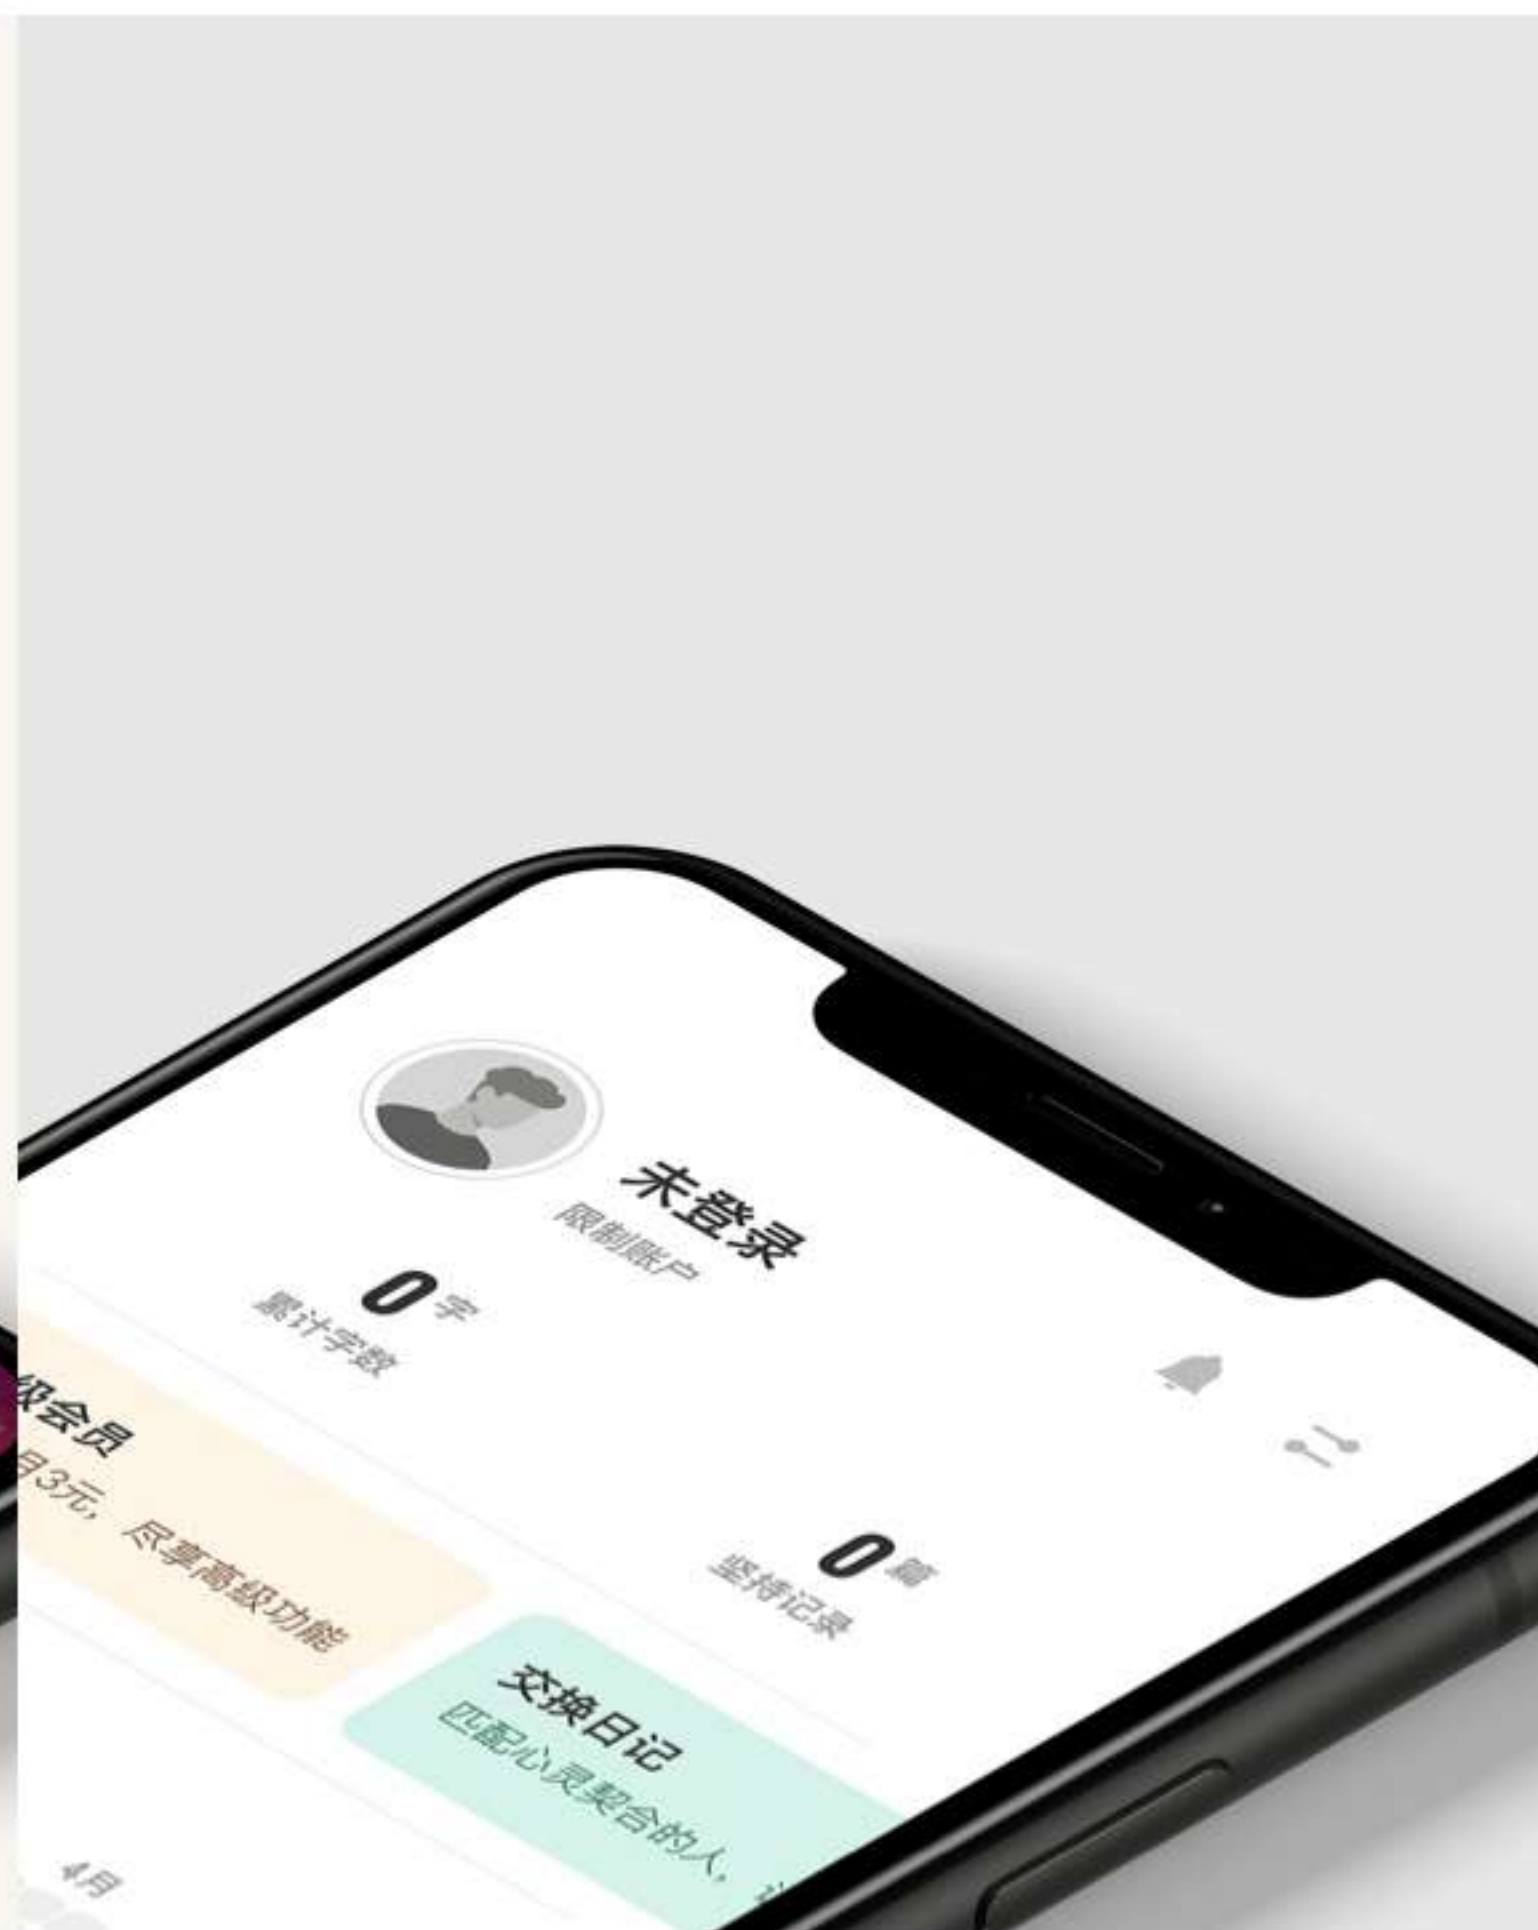 未登录
限制账户
0字
累计字数
0篇
坚持记录
级会员
月3元，尽享高级功能
交换日记
匹配心灵契合的人，
4月